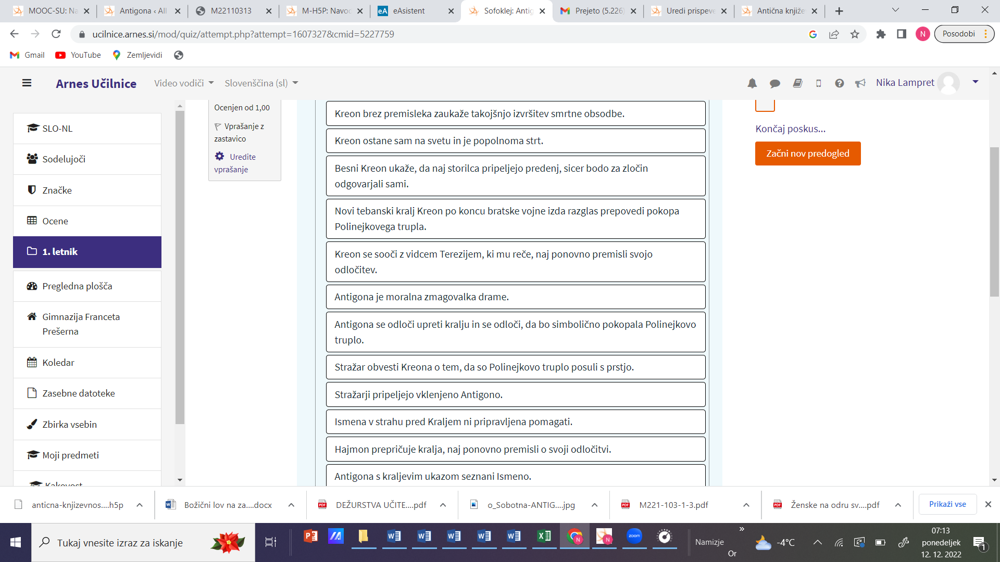 MOOC-SU: Na
Antigona ‹ All
M22110313
M-H5P: Navoc
eA eAsistent
Sofoklej: Antig
Prejeto (5.226)
Uredi prispeve
Antična knjiže
ucilnice.arnes.si/mod/quiz/attempt.php?attempt=1607327&cmid=5227759
N
Posodobi
Gmail
YouTube
Zemljevidi
Arnes Učilnice
Video vodiči
Slovenščina (sl)
Nika Lampret
SLO-NL
Sodelujoči
Značke
Ocene
1. letnik
Pregledna plošča
Gimnazija Franceta
Prešerna
Koledar
Zasebne datoteke
Zbirka vsebin
Moji predmeti
Kakovost
Ocenjen od 1,00
Vprašanje z
zastavico
Uredite
vprašanje
Kreon brez premisleka zaukaže takojšnjo izvršitev smrtne obsodbe.
Kreon ostane sam na svetu in je popolnoma strt.
Besni Kreon ukaže, da naj storilca pripeljejo predenj, sicer bodo za zločin
odgovarjali sami.
Novi tebanski kralj Kreon po koncu bratske vojne izda razglas prepovedi pokopa
Polinejkovega trupla.
Kreon se sooči z vidcem Terezijem, ki mu reče, naj ponovno premisli svojo
odločitev.
Antigona je moralna zmagovalka drame.
Antigona se odloči upreti kralju in se odloči, da bo simbolično pokopala Polinejkovo
truplo.
Stražar obvesti Kreona o tem, da so Polinejkovo truplo posuli s prstjo.
Stražarji pripeljejo vklenjeno Antigono.
Ismena v strahu pred Kraljem ni pripravljena pomagati.
Hajmon prepričuje kralja, naj ponovno premisli o svoji odločitvi.
Antigona s kraljevim ukazom seznani Ismeno.
Končaj poskus...
Začni nov predogled
anticna-knjizevnos....h5p
Božični lov na za....docx
DEŽURSTVA UČITE....pdf
o_Sobotna-ANTIG....jpg
M221-103-1-3.pdf
Ženske na odru sv....pdf
Prikaži vse
Tukaj vnesite izraz za iskanje
zoom
Namizje
Or
-4°C
07:13
ponedeljek
12. 12. 2022
1